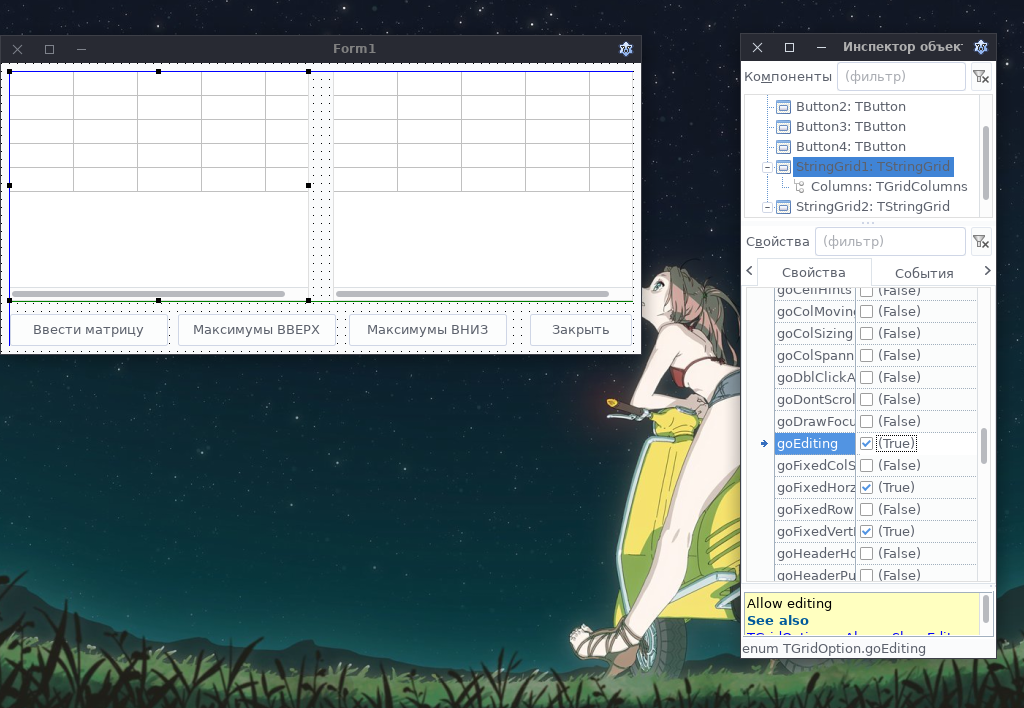 Form1
Ввести матрицу
Максимумы ВВЕРХ
Максимумы ВНИЗ
Закрыть
Инспектор объек
Компоненты
(фильтр)
Button2: TButton
Button3: TButton
Button4: TButton
StringGrid1: TStringGrid
Columns: TGridColumns
StringGrid2: TStringGrid
Свойства
(фильтр)
Свойства
События
goCellHints (False)
goColMoving (False)
goColSizing (False)
goColSpann (False)
goDblClickA (False)
goDontScrol (False)
goDrawFocu (False)
goEditing (True)
goFixedColS (False)
goFixedHorz (True)
goFixedRow (False)
goFixedVert (True)
goHeaderHo (False)
goHeaderPu (False)
Allow editing
See also
enum TGridOption.goEditing